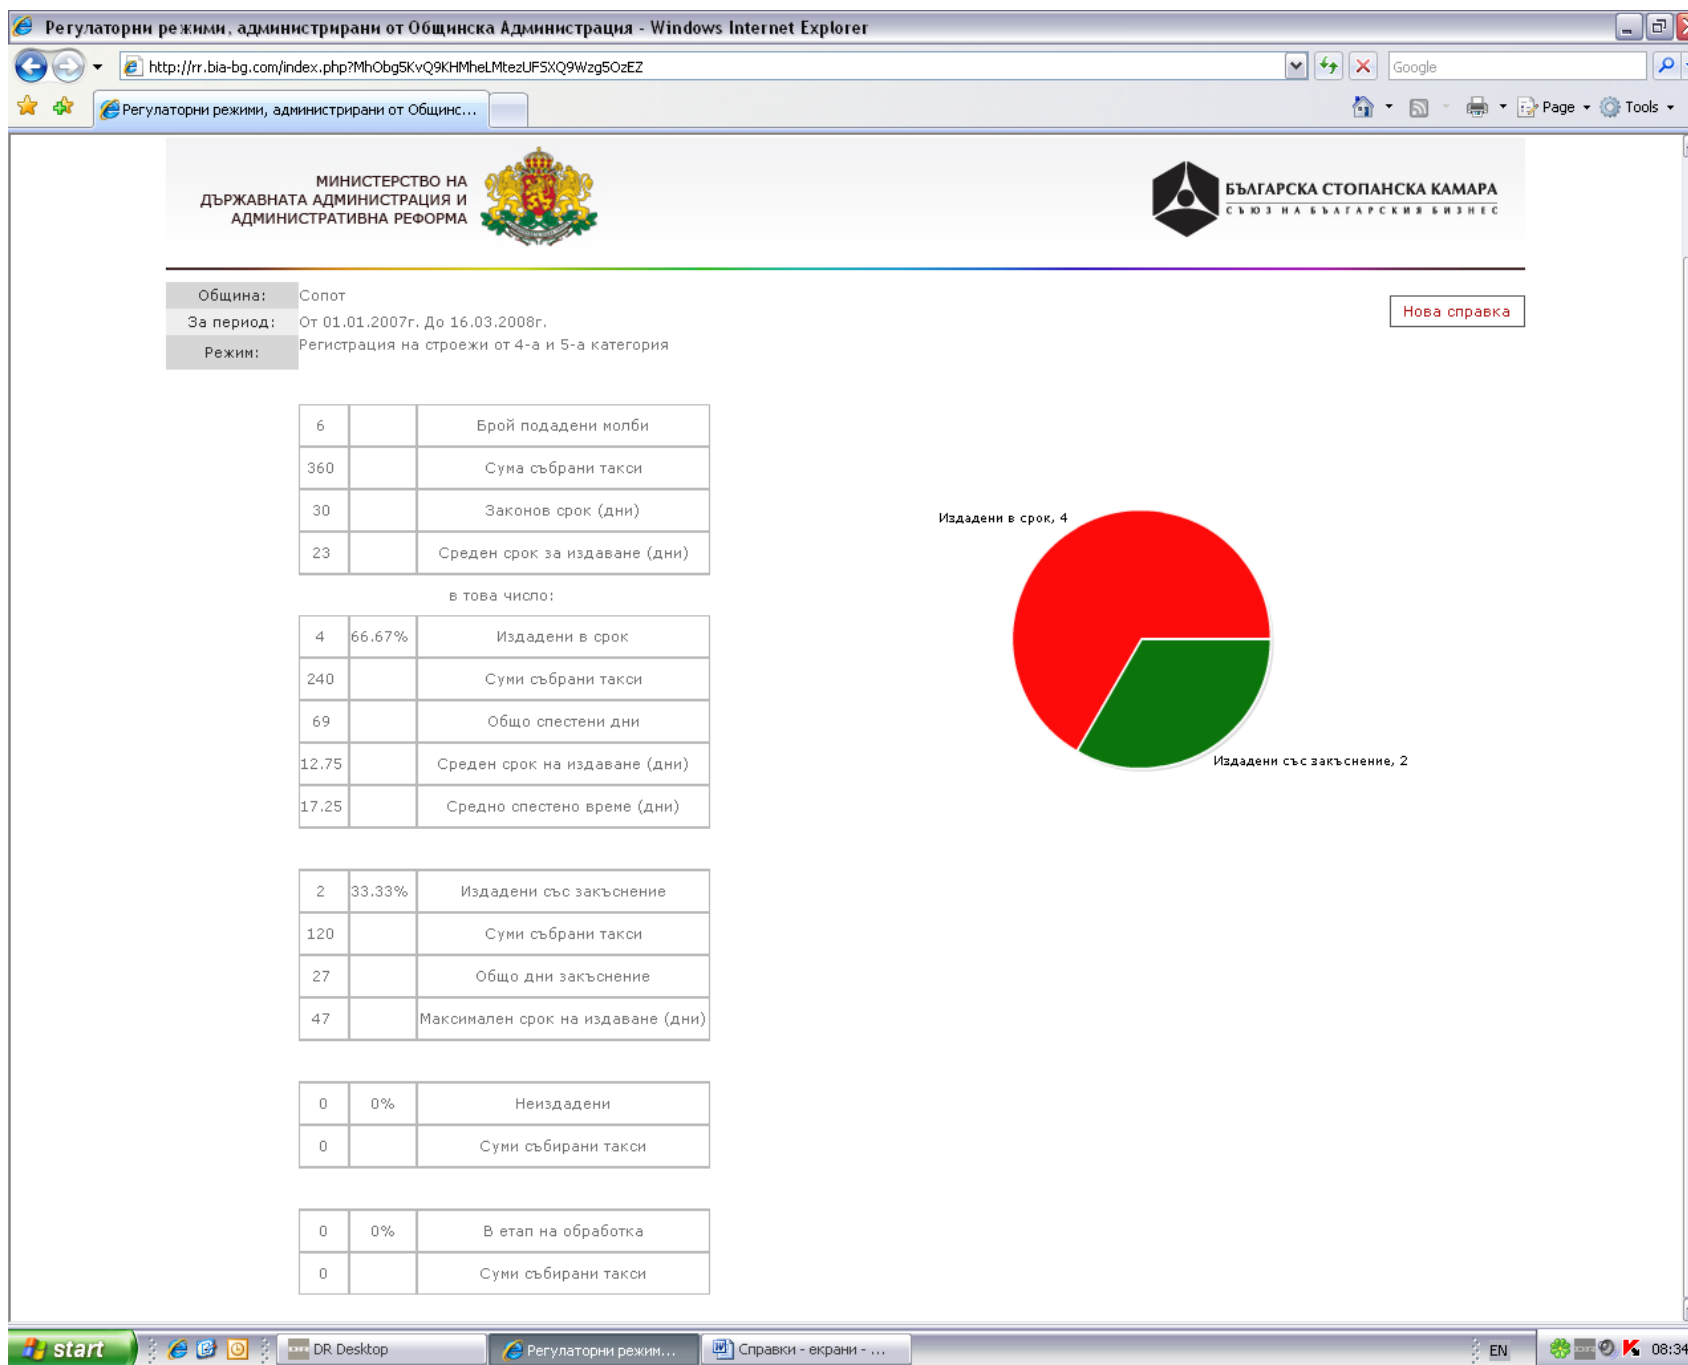 Регулаторни режими, администрирани от Общинска Администрация - Windows Internet Explorer
http://rr.bia-bg.com/index.php?MhObg5KvQ9KHMheLMtezUFSXQ9Wzg5OzEZ
Google
Регулаторни режими, администрирани от Общинс...
Page
Tools
МИНИСТЕРСТВО НА
ДЪРЖАВНАТА АДМИНИСТРАЦИЯ И
АДМИНИСТРАТИВНА РЕФОРМА
БЪЛГАРСКА СТОПАНСКА КАМАРА
СЪЮЗ НА БЪЛГАРСКИЯ БИЗНЕС
Община: Сопот
За период: От 01.01.2007г. До 16.03.2008г.
Режим: Регистрация на строежи от 4-а и 5-а категория
Нова справка
6 Брой подадени молби
360 Сума събрани такси
30 Законов срок (дни)
23 Среден срок за издаване (дни)
в това число:
4 66.67% Издадени в срок
240 Суми събрани такси
69 Общо спестени дни
12.75 Среден срок на издаване (дни)
17.25 Средно спестено време (дни)
2 33.33% Издадени със закъснение
120 Суми събрани такси
27 Общо дни закъснение
47 Максимален срок на издаване (дни)
0 0% Неиздадени
0 Суми събирани такси
0 0% В етап на обработка
0 Суми събирани такси
Издадени в срок, 4
Издадени със закъснение, 2
start
DR Desktop
Регулаторни режим...
Справки - екрани - ...
EN
08:34